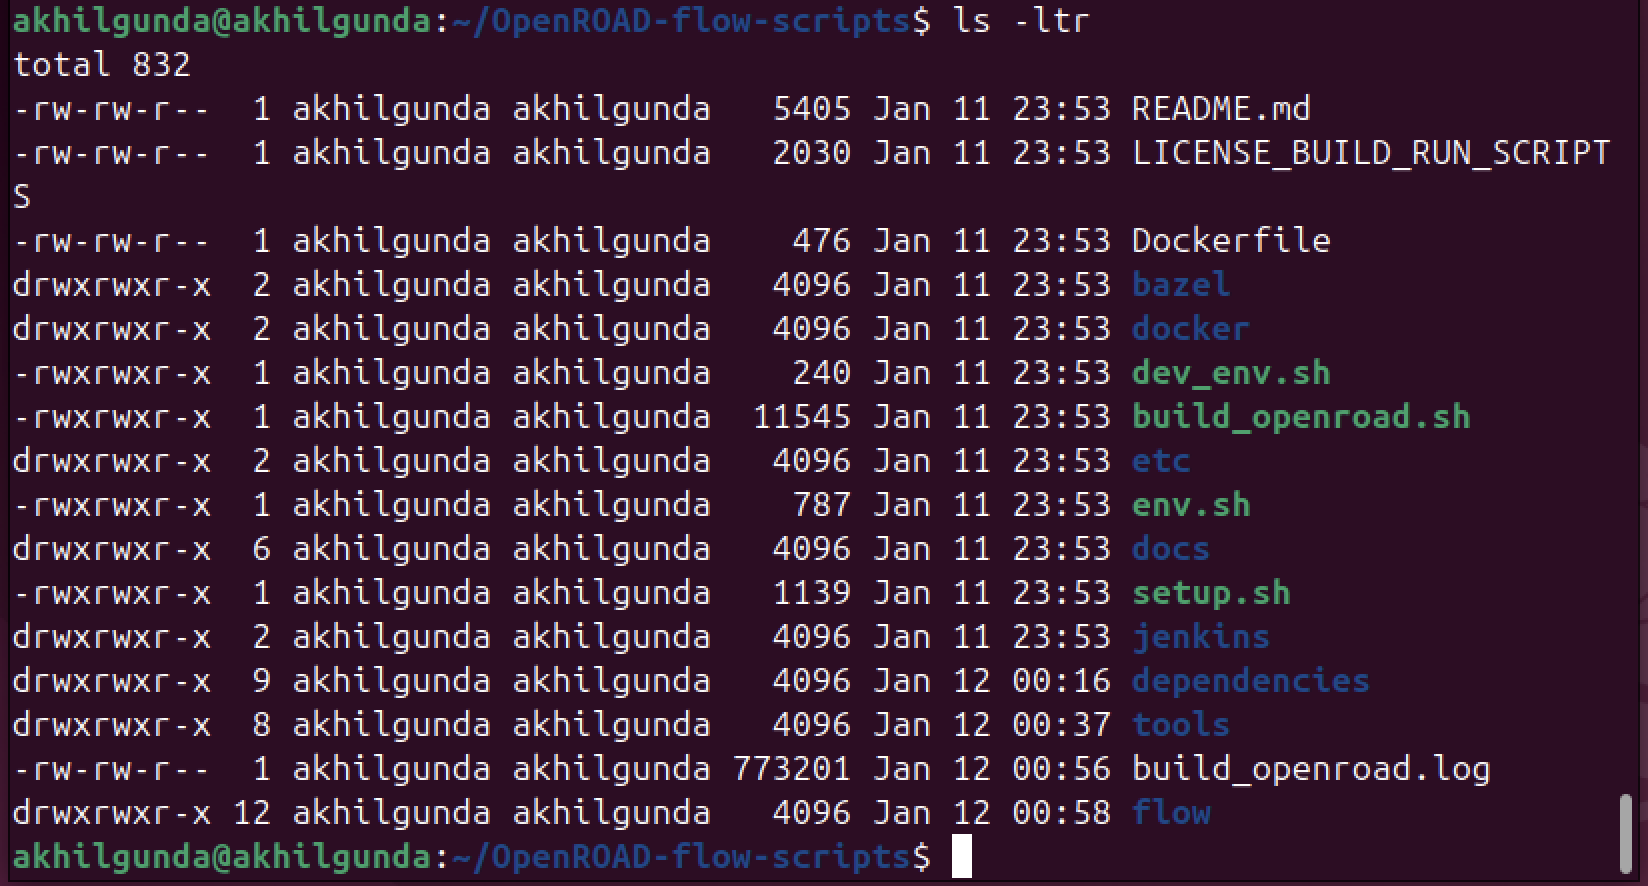 akhilgunda@akhilgunda:~/OpenROAD-flow-scripts$ ls -ltr
total 832
-rw-rw-r--  1 akhilgunda akhilgunda   5405 Jan 11 23:53 README.md
-rw-rw-r--  1 akhilgunda akhilgunda   2030 Jan 11 23:53 LICENSE_BUILD_RUN_SCRIPT
S
-rw-rw-r--  1 akhilgunda akhilgunda    476 Jan 11 23:53 Dockerfile
drwxrwxr-x  2 akhilgunda akhilgunda   4096 Jan 11 23:53 bazel
drwxrwxr-x  2 akhilgunda akhilgunda   4096 Jan 11 23:53 docker
-rwxrwxr-x  1 akhilgunda akhilgunda    240 Jan 11 23:53 dev_env.sh
-rwxrwxr-x  1 akhilgunda akhilgunda  11545 Jan 11 23:53 build_openroad.sh
drwxrwxr-x  2 akhilgunda akhilgunda   4096 Jan 11 23:53 etc
-rwxrwxr-x  1 akhilgunda akhilgunda    787 Jan 11 23:53 env.sh
drwxrwxr-x  6 akhilgunda akhilgunda   4096 Jan 11 23:53 docs
-rwxrwxr-x  1 akhilgunda akhilgunda   1139 Jan 11 23:53 setup.sh
drwxrwxr-x  2 akhilgunda akhilgunda   4096 Jan 11 23:53 jenkins
drwxrwxr-x  9 akhilgunda akhilgunda   4096 Jan 12 00:16 dependencies
drwxrwxr-x  8 akhilgunda akhilgunda   4096 Jan 12 00:37 tools
-rw-rw-r--  1 akhilgunda akhilgunda 773201 Jan 12 00:56 build_openroad.log
drwxrwxr-x 12 akhilgunda akhilgunda   4096 Jan 12 00:58 flow
akhilgunda@akhilgunda:~/OpenROAD-flow-scripts$